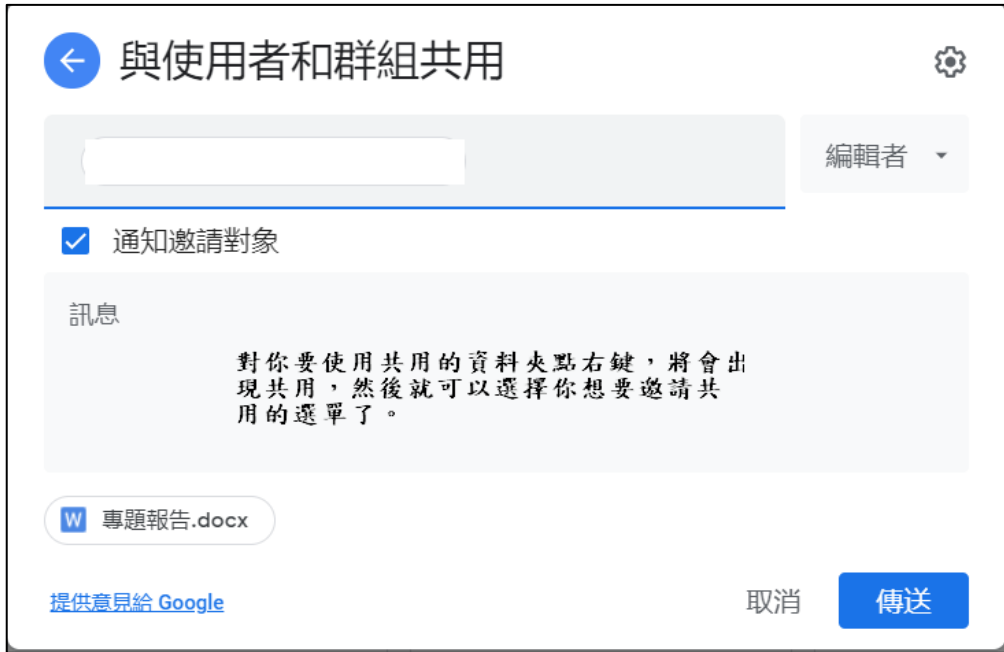 與使用者和群組共用
編輯者
通知邀請對象
訊息
對你要使用共用的資料夾點右鍵,將會出
現共用,然後就可以選擇你想要邀請共
用的選單了。
W 專題報告.docx
提供意見給 Google
取消
傳送